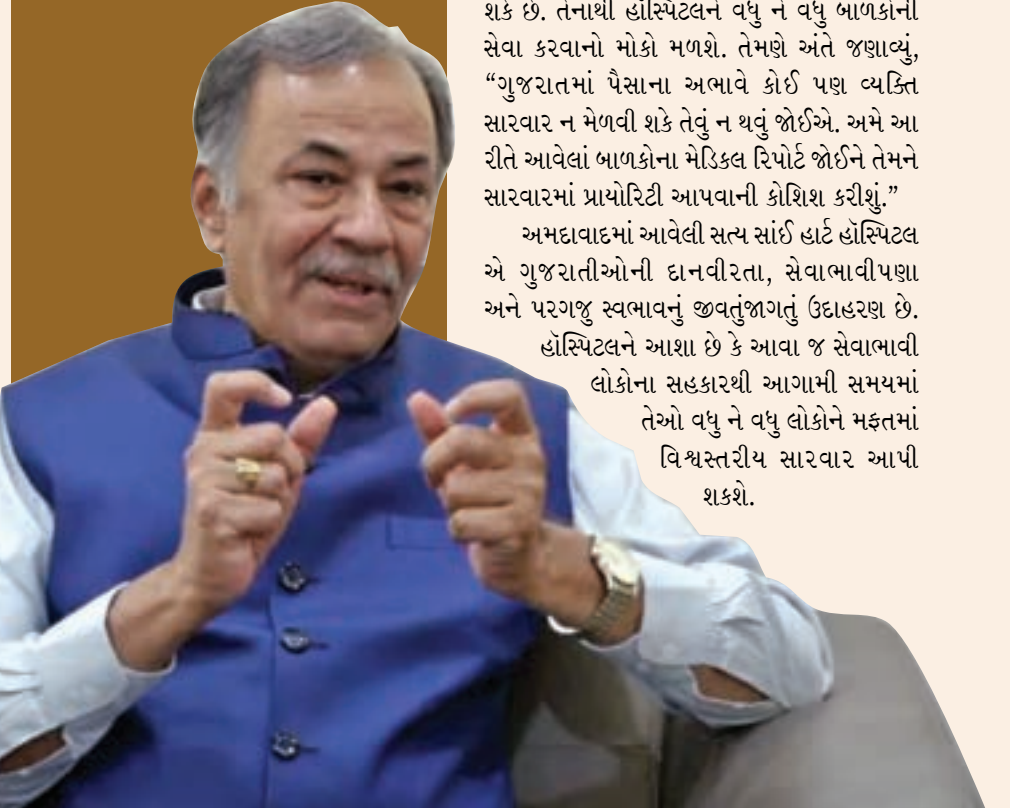 શકે છે. તેનાથી હૉસ્પિટલને વધુ ને વધુ બાળકોની
સેવા કરવાનો મોકો મળશે. તેમણે અંતે જણાવ્યું,
“ગુજરાતમાં પૈસાના અભાવે કોઈ પણ વ્યક્તિ
સારવાર ન મેળવી શકે તેવું ન થવું જોઈએ. અમે આ
રીતે આવેલાં બાળકોના મેડિકલ રિપોર્ટ જોઈને તેમને
સારવારમાં પ્રાયોરિટી આપવાની કોશિશ કરીશું.”
અમદાવાદમાં આવેલી સત્ય સાંઈ હાર્ટ હૉસ્પિટલ
એ ગુજરાતીઓની દાનવીરતા, સેવાભાવીપણા
અને પરગજુ સ્વભાવનું જીવતુંજાગતું ઉદાહરણ છે.
હૉસ્પિટલને આશા છે કે આવા જ સેવાભાવી
લોકોના સહકારથી આગામી સમયમાં
તેઓ વધુ ને વધુ લોકોને મફતમાં
વિશ્વસ્તરીય સારવાર આપી
શકશે.